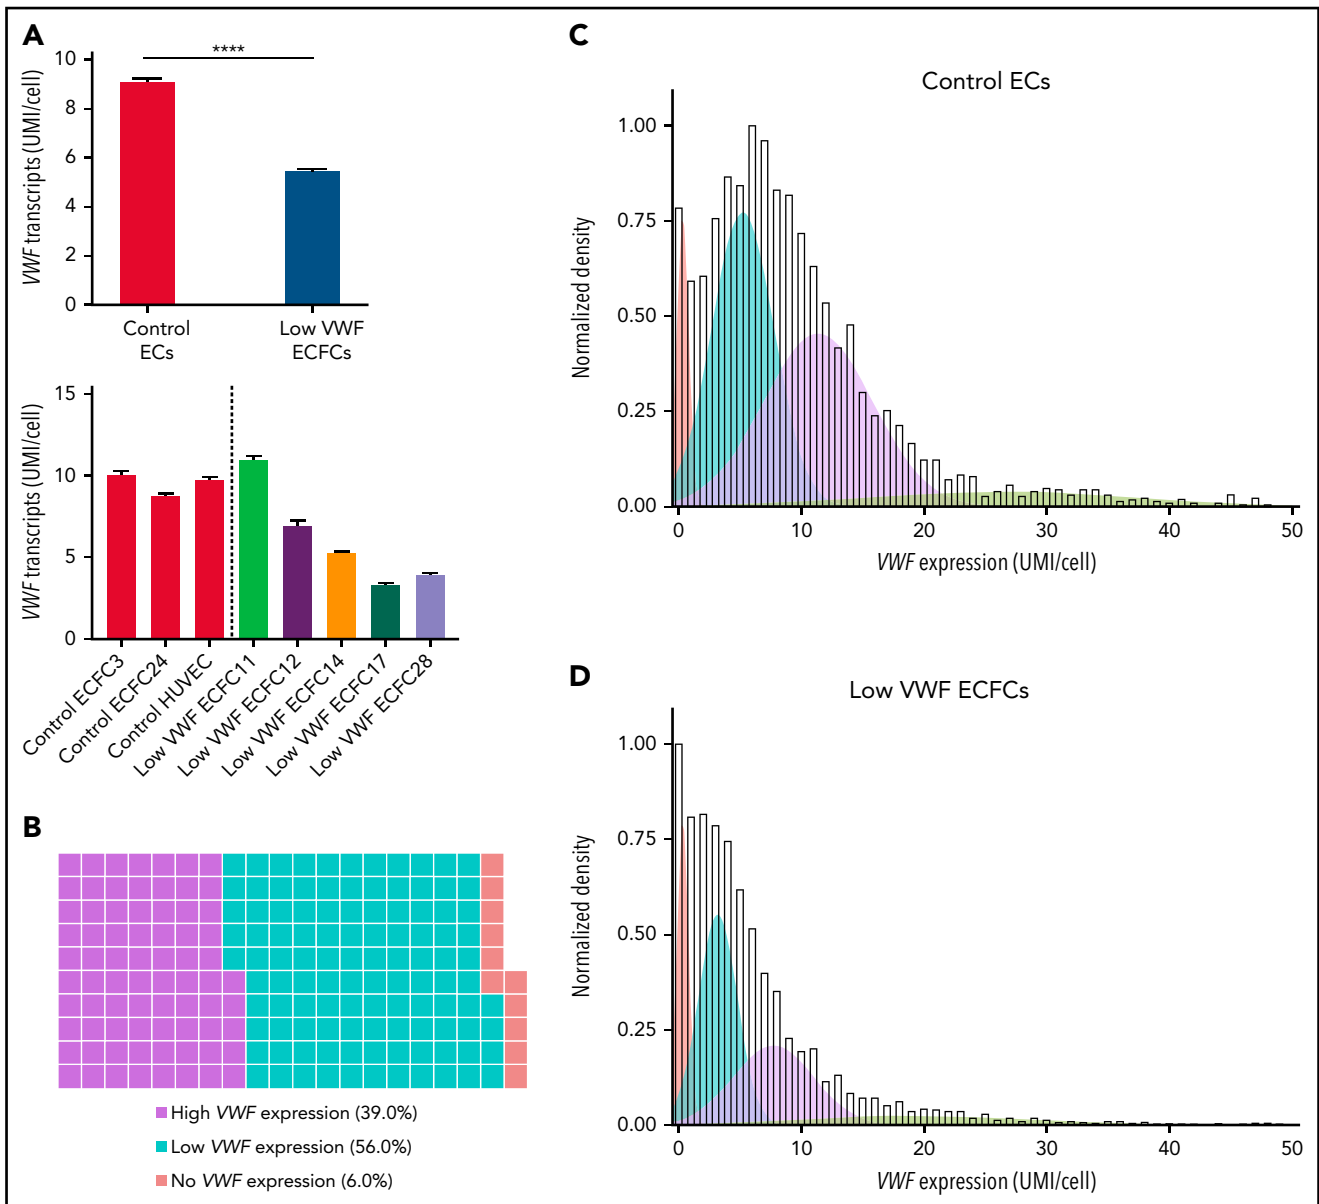 A
****
10
8
6
4
2
0
VWF transcripts (UMI/cell)
Control
ECs
Low VWF
ECFCs
15
10
5
0
VWF transcripts (UMI/cell)
Control ECFC3
Control ECFC24
Control HUVEC
Low VWF ECFC11
Low VWF ECFC12
Low VWF ECFC14
Low VWF ECFC17
Low VWF ECFC28
B
High VWF expression (39.0%)
Low VWF expression (56.0%)
No VWF expression (6.0%)
C
Control ECs
1.00
0.75
0.50
0.25
0.00
Normalized density
0 10 20 30 40 50
VWF expression (UMI/cell)
D
Low VWF ECFCs
1.00
0.75
0.50
0.25
0.00
Normalized density
0 10 20 30 40 50
VWF expression (UMI/cell)